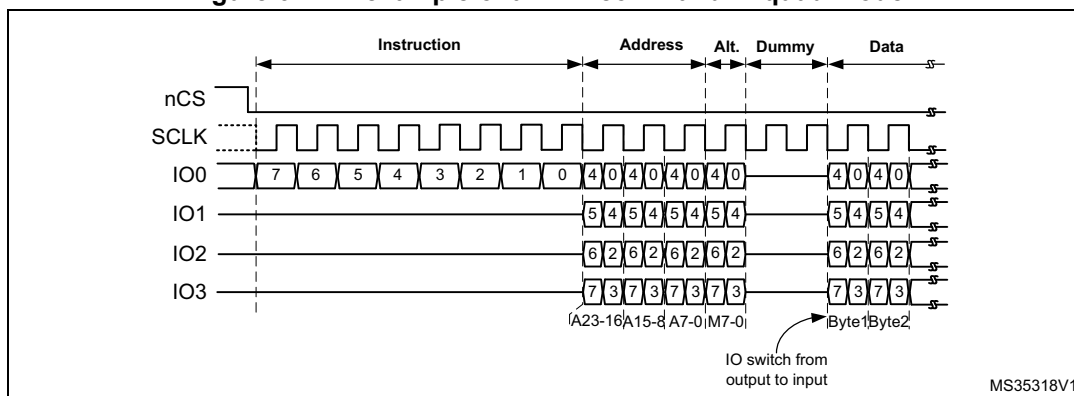 Instruction Address Alt. Dummy Data
nCS
SCLK
IO0 7 6 5 4 3 2 1 0 4 0 4 0 4 0 4 0 4 0 4 0
IO1 5 4 5 4 5 4 5 4 5 4 5 4
IO2 6 2 6 2 6 2 6 2 6 2 6 2
IO3 7 3 7 3 7 3 7 3 7 3 7 3
A23-16 A15-8 A7-0 M7-0 Byte1 Byte2
IO switch from
output to input
MS35318V1